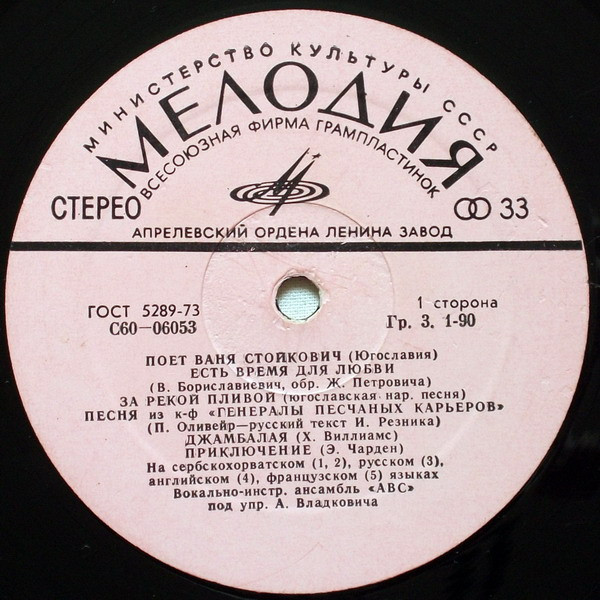 МИНИСТЕРСТВО КУЛЬТУРЫ СССР
МЕЛОДИЯ
ВСЕСОЮЗНАЯ ФИРМА ГРАМПЛАСТИНОК
СТЕРЕО
33
АПРЕЛЕВСКИЙ ОРДЕНА ЛЕНИНА ЗАВОД
ГОСТ 5289-73
С60—06053
1 сторона
Гр. 3. 1-90
ПОЕТ ВАНЯ СТОЙКОВИЧ (Югославия)
ЕСТЬ ВРЕМЯ ДЛЯ ЛЮБВИ
(В. Бориславиевич, обр. Ж. Петровича)
ЗА РЕКОЙ ПЛИВОЙ (югославская нар. песня)
ПЕСНЯ из к-ф «ГЕНЕРАЛЫ ПЕСЧАНЫХ КАРЬЕРОВ»
(П. Оливейр—русский текст И. Резника)
ДЖАМБАЛАЯ (Х. Виллиамс)
ПРИКЛЮЧЕНИЕ (Э. Чарден)
На сербскохорватском (1, 2), русском (3),
английском (4), французском (5) языках
Вокально-инстр. ансамбль «АВС»
под упр. А. Владковича